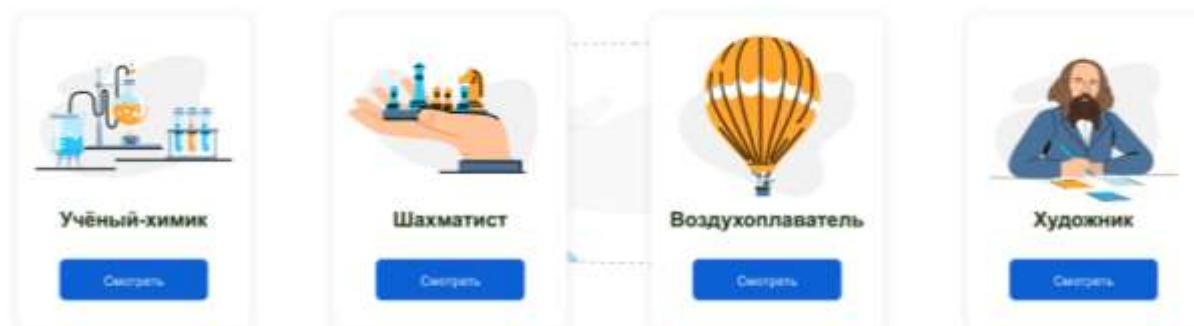 Учёный-химик
Шахматист
Воздухоплаватель
Художник
Смотреть
Смотреть
Смотреть
Смотреть